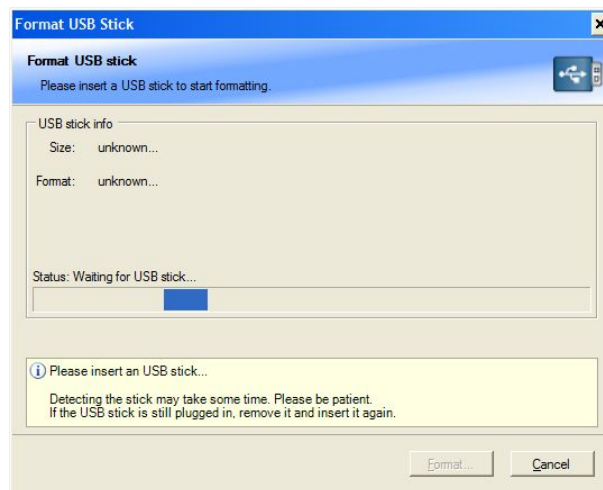 Format USB Stick
Format USB stick
Please insert a USB stick to start formatting.
USB stick info
Size: unknown...
Format: unknown...
Status: Waiting for USB stick...
Please insert an USB stick...
Detecting the stick may take some time. Please be patient.
If the USB stick is still plugged in, remove it and insert it again.
Format... Cancel